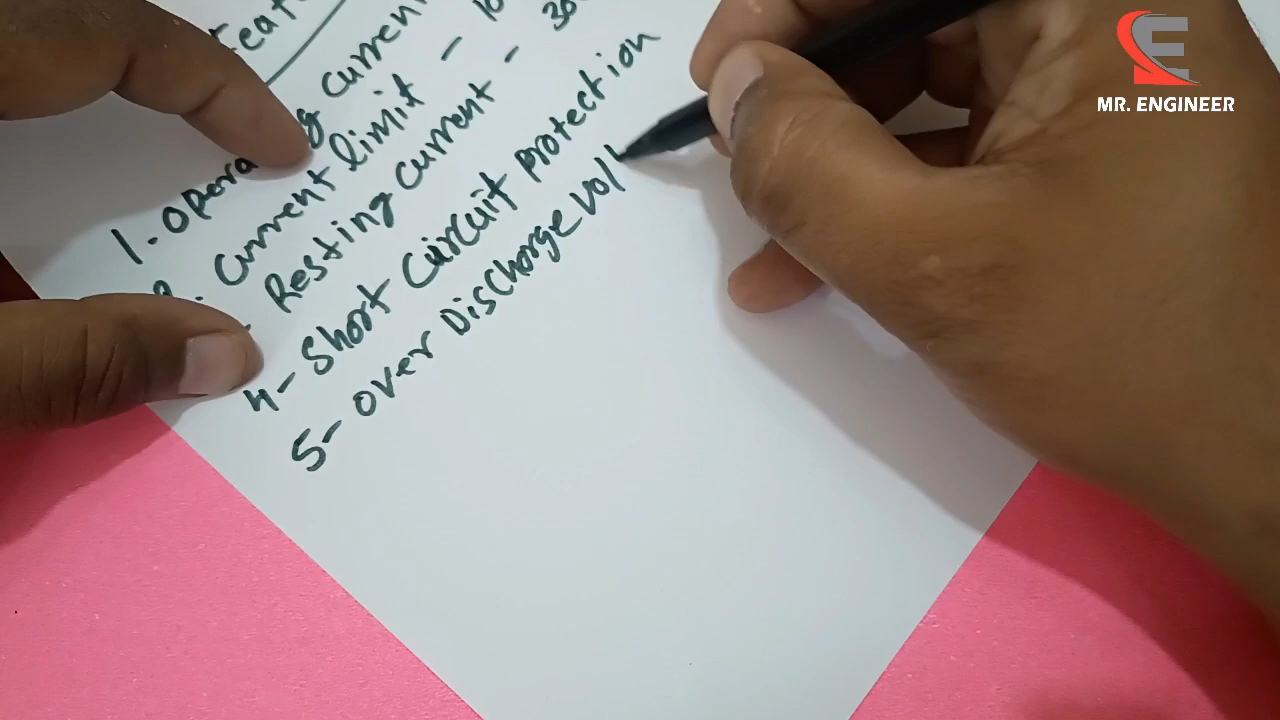 1. Opera g Curren
Current limit - 10
Resting Current - 30
4- Short Circuit Protection
5- Over Discharge Vol
MR. ENGINEER